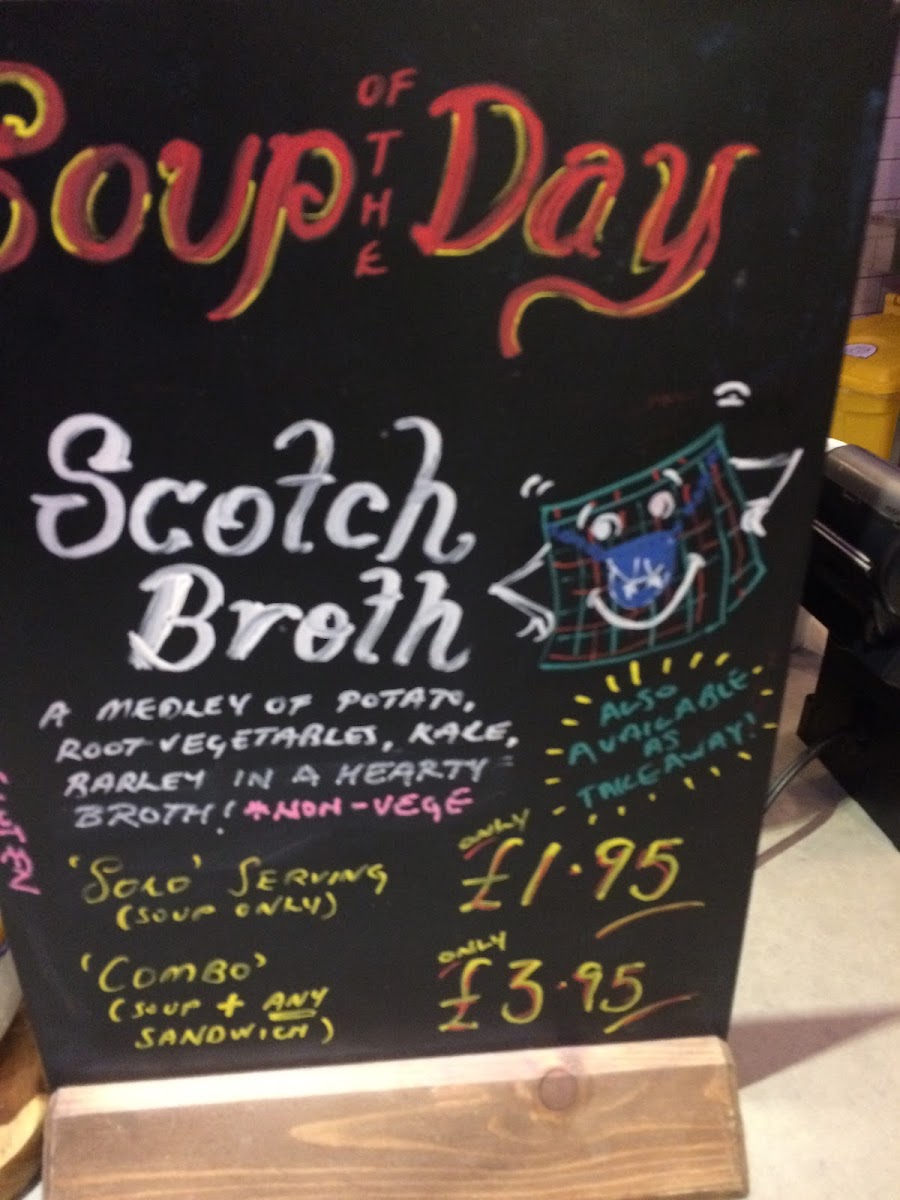 Soup OF THE Day
Scotch
Broth
A MEDLEY OF POTATO,
ROOT VEGETABLES, KALE,
BARLEY IN A HEARTY
BROTH! *NON-VEGE
ALSO
AVAILABLE
AS
TAKEAWAY!
'SOLO' SERVING
(SOUP ONLY)
ONLY
£1.95
'COMBO'
(SOUP + ANY
SANDWICH)
ONLY
£3.95